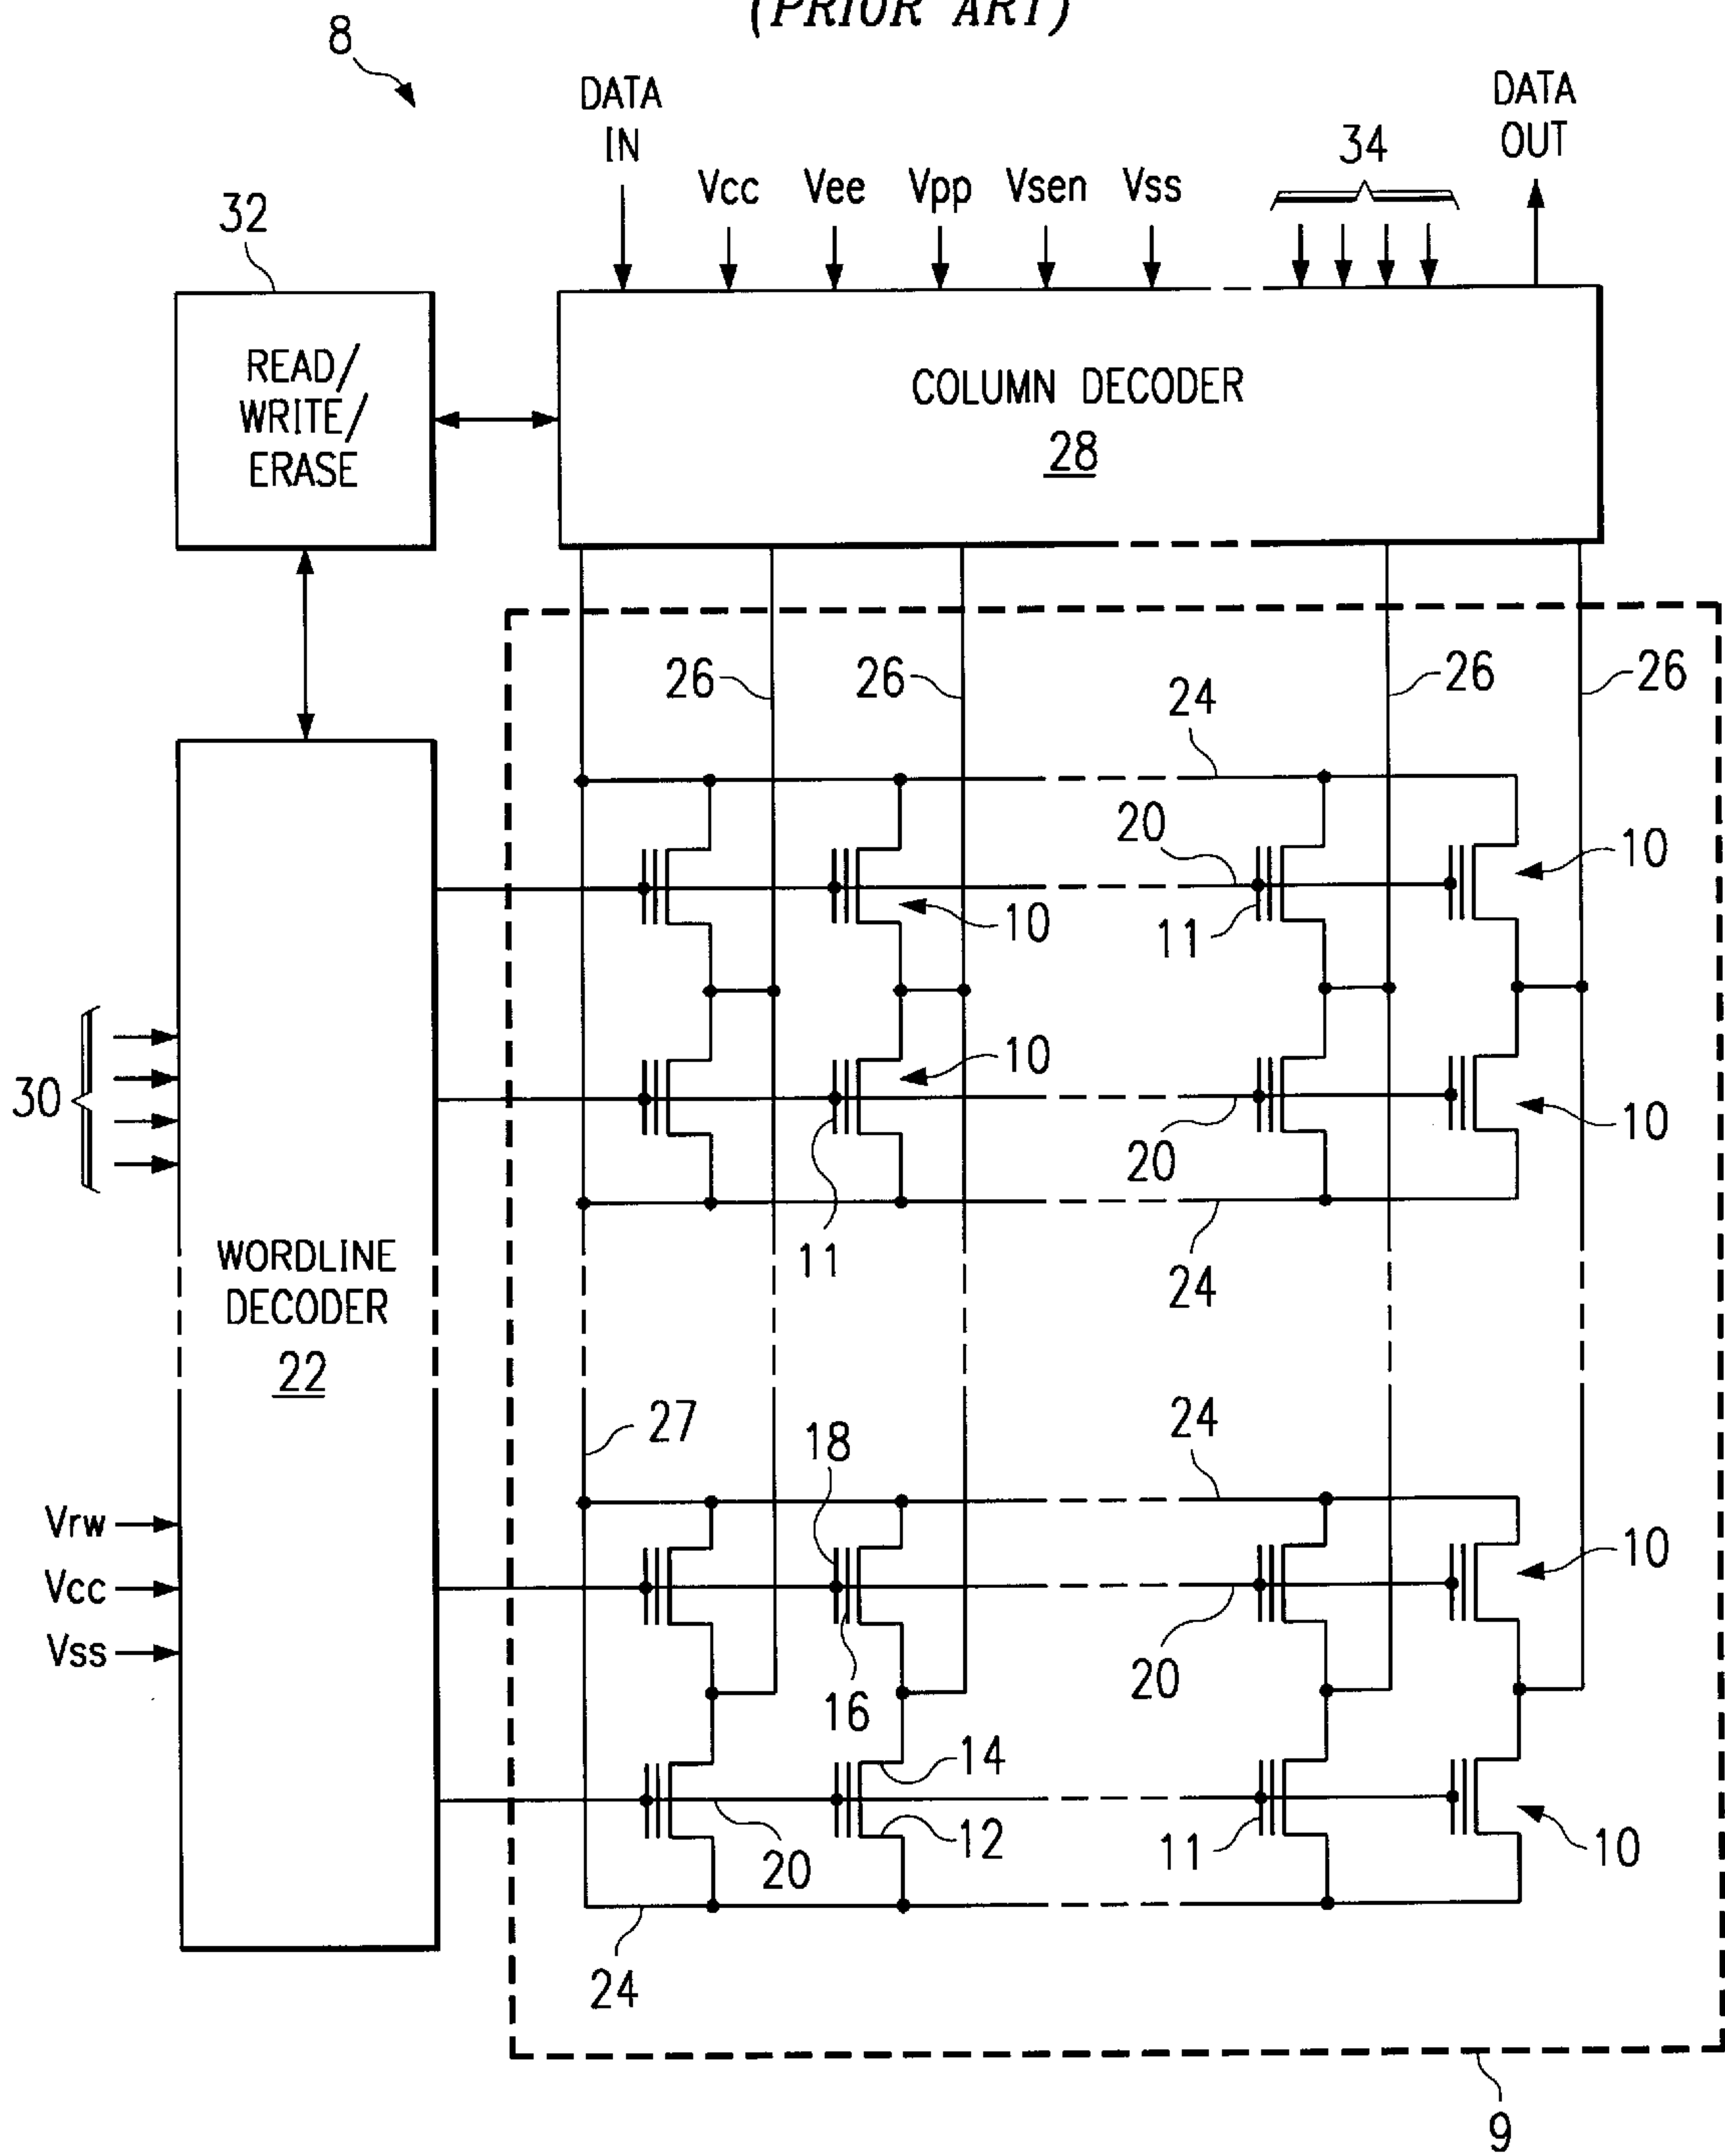 (PRIOR ART)
8
DATA
IN
Vcc
Vee
Vpp
Vsen
Vss
34
DATA
OUT
32
READ/
WRITE/
ERASE
COLUMN DECODER
28
26
26
26
26
24
20
10
10
11
30
10
11
20
10
24
WORDLINE
DECODER
22
27
18
24
Vrw
Vcc
Vss
10
20
16
14
12
20
11
10
24
9